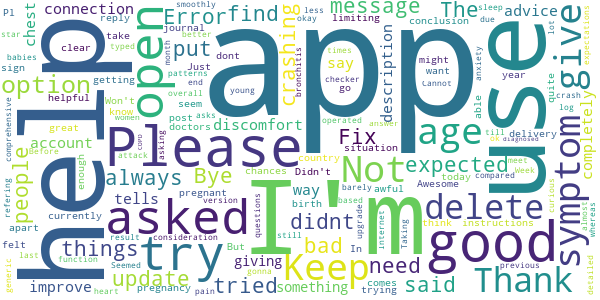 app
help
I'm
use
Please
asked
good
try
Not
Keep
open
age
delete
symptom
Thank
give
Error
find
message
The
advice
connection
reply
chest
option
put
crashing
limiting
say
description
conclusion
might
want
year
journal
sign
clear
Just
post
doctors
discomfort
account
people
always
Bye
tells
things
update
improve
tried
giving
something
need
said
bad
way
didnt
Fix
expected
country
situation
Didn't
completely
delivery
helpful
getting
currently
pregnant
pregnancy
birth
chances
Awesome
today
compared
instructions
internet
questions
anxiety
bronchitis
smoothly
better
patterns
overall
young
checker
times
operated
answer
diagnosed
previous
detailed
generic
comprehensive
refering
whereas
almost
curious
expectations
consideration
version
attack
women
typed
function
Seemed
result
heart
pain
upgrade
based
barely
awful
faking
think
comes
trying
gonna
still
asking
asks
seem
know
Won't
great
enough
Before
felt
apart
babies
month
dont
end
less
okay
due
sleep
lot
log
crash
Cannot
able
quite
meet
Week
last
But
In
go
till
ok
Pl